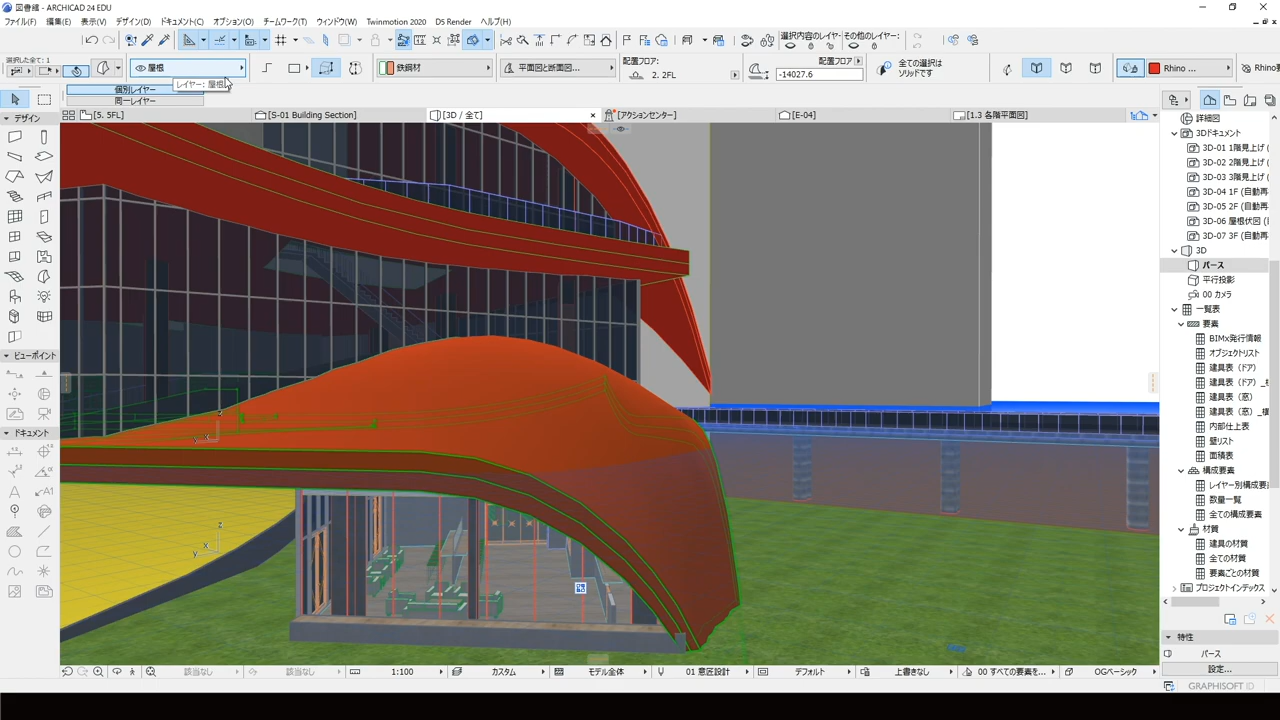 図書館 - ARCHICAD 24 EDU
ファイル(F) 編集(E) 表示(V) デザイン(D) ドキュメント(C) オプション(O) チームワーク(T) ウィンドウ(W) Twinmotion 2020 DS Render ヘルプ(H)
選択内容のレイヤー その他のレイヤー:
選択した全て: 1
屋根
鉄鋼材
平面図と断面図...
配置フロア:
2. 2FL
配置フロア
-14027.6
全ての選択は
すです
Rhino ...
Rhino
レイヤー: 屋根
個別レイヤー
同一レイヤー
[5. 5FL]
[S-01 Building Section]
[3D / 全て]
[アクションセンター]
[E-04]
[1.3 各階平面図]
デザイン
ビューポイント
ドキュメント
詳細図
3Dドキュメント
3D-01 1階見上げ (
3D-02 2階見上げ (
3D-03 3階見上げ (
3D-04 1F (自動再
3D-05 2F (自動再
3D-06 屋根伏図 (
3D-07 3F (自動再
3D
パース
平行投影
00 カメラ
一覧表
要素
BIMx発行情報
オブジェクトリスト
建具表（ドア）
建具表（ドア）_
建具表（窓）
建具表（窓）_
内部仕上表
壁リスト
面積表
構成要素
レイヤー別構成要
数量一覧
全ての構成要素
材質
建具の材質
全ての材質
要素ごとの材質
プロジェクトインデックス
特性
パース
設定...
該当なし
該当なし
1:100
カスタム
モデル全体
01 意匠設計
デフォルト
上書きなし
00 すべての要素を...
OGベーシック
GRAPHISOFT ID